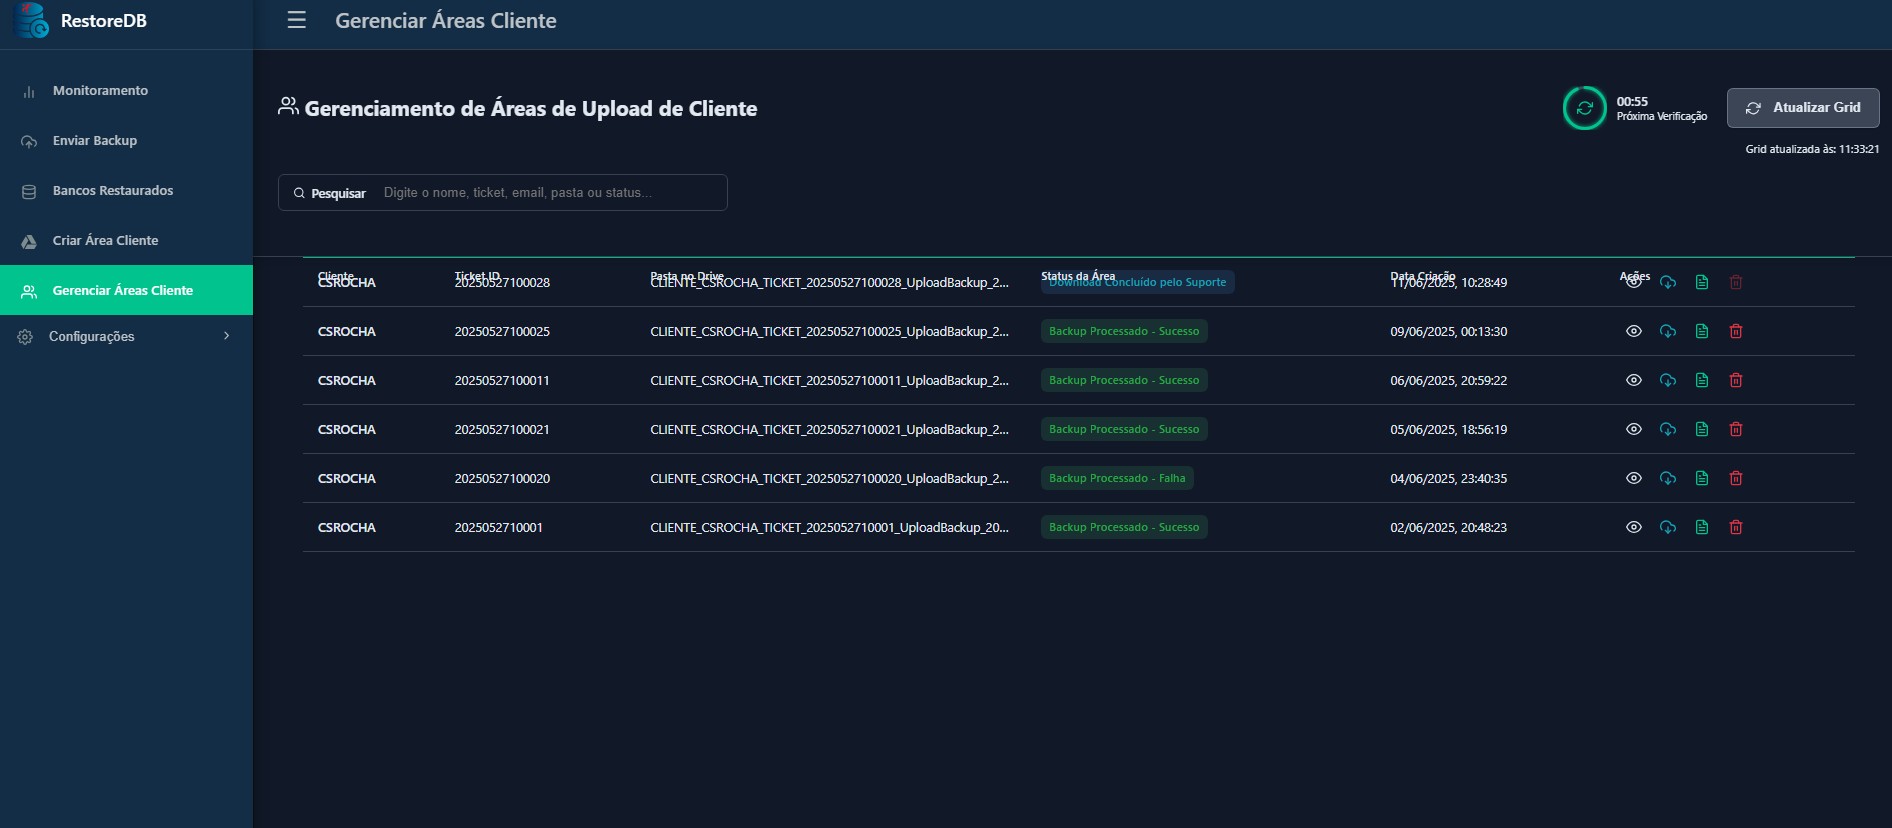 RestoreDB
Gerenciar Áreas Cliente
Monitoramento
Enviar Backup
Bancos Restaurados
Criar Área Cliente
Gerenciar Áreas Cliente
Configurações
Gerenciamento de Áreas de Upload de Cliente
00:55
Próxima Verificação
Atualizar Grid
Grid atualizada às: 11:33:21
Pesquisar Digite o nome, ticket, email, pasta ou status...
Cliente Ticket ID Pasta no Drive Status da Área Data Criação Ações
CSROCHA 20250527100028 CLIENTE_CSROCHA_TICKET_20250527100028_UploadBackup_2... Download Concluído pelo Suporte 11/06/2025, 10:28:49
CSROCHA 20250527100025 CLIENTE_CSROCHA_TICKET_20250527100025_UploadBackup_2... Backup Processado - Sucesso 09/06/2025, 00:13:30
CSROCHA 20250527100011 CLIENTE_CSROCHA_TICKET_20250527100011_UploadBackup_2... Backup Processado - Sucesso 06/06/2025, 20:59:22
CSROCHA 20250527100021 CLIENTE_CSROCHA_TICKET_20250527100021_UploadBackup_2... Backup Processado - Sucesso 05/06/2025, 18:56:19
CSROCHA 20250527100020 CLIENTE_CSROCHA_TICKET_20250527100020_UploadBackup_2... Backup Processado - Falha 04/06/2025, 23:40:35
CSROCHA 2025052710001 CLIENTE_CSROCHA_TICKET_2025052710001_UploadBackup_20... Backup Processado - Sucesso 02/06/2025, 20:48:23